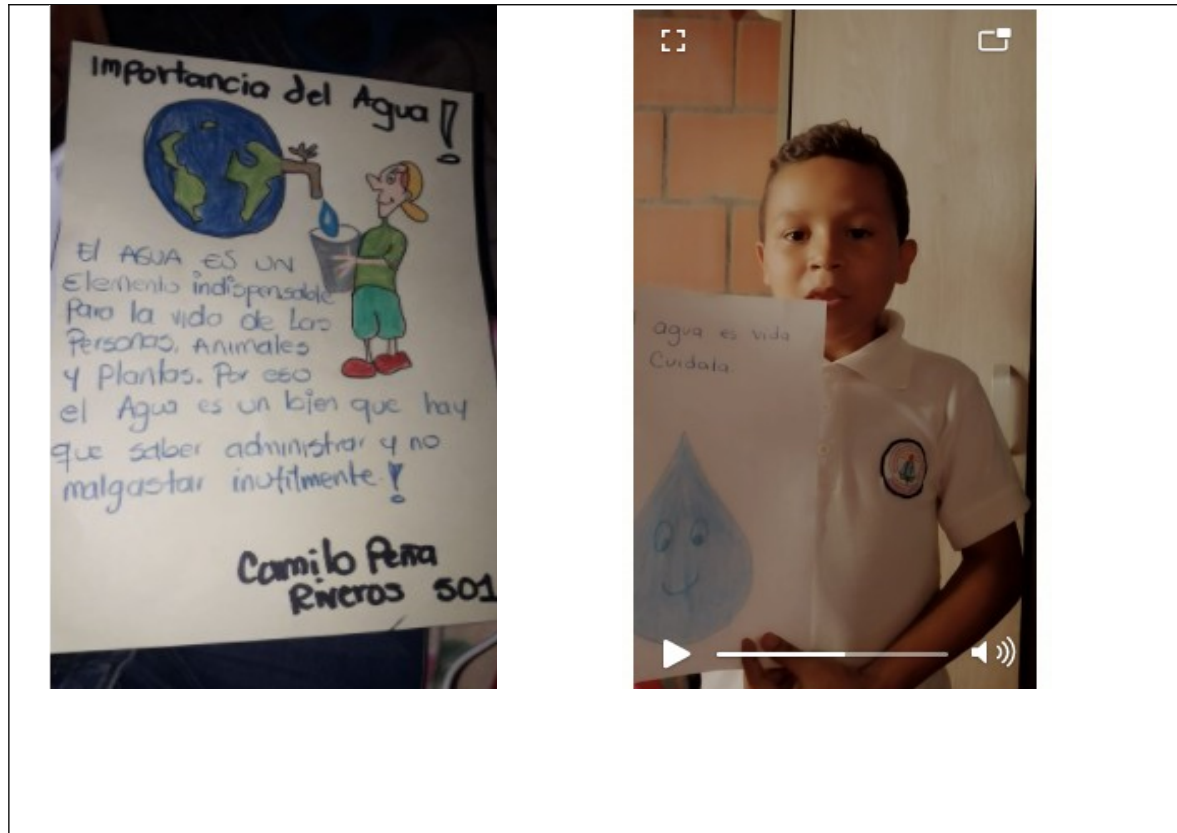 Importancia del Agua!
El AGUA ES UN
Elemento indispensable
Para la vida de Las
Personas, Animales
y Plantas. Por eso
el Agua es un bien que hay
que saber administrar y no
malgastar inutilmente!
Camilo Peña
Riveros 501
agua es vida
Cuidala.